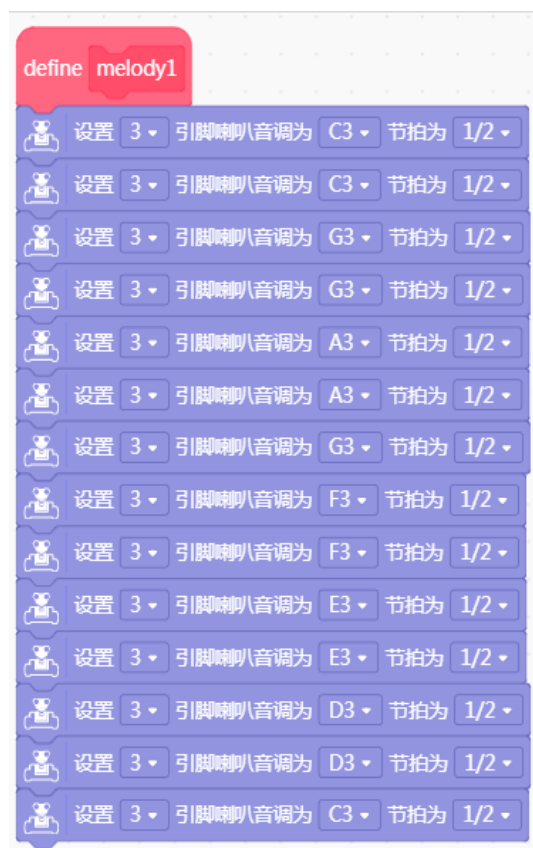 define melody1
设置 3 引脚喇叭音调为 C3 节拍为 1/2
设置 3 引脚喇叭音调为 C3 节拍为 1/2
设置 3 引脚喇叭音调为 G3 节拍为 1/2
设置 3 引脚喇叭音调为 G3 节拍为 1/2
设置 3 引脚喇叭音调为 A3 节拍为 1/2
设置 3 引脚喇叭音调为 A3 节拍为 1/2
设置 3 引脚喇叭音调为 G3 节拍为 1/2
设置 3 引脚喇叭音调为 F3 节拍为 1/2
设置 3 引脚喇叭音调为 F3 节拍为 1/2
设置 3 引脚喇叭音调为 E3 节拍为 1/2
设置 3 引脚喇叭音调为 E3 节拍为 1/2
设置 3 引脚喇叭音调为 D3 节拍为 1/2
设置 3 引脚喇叭音调为 D3 节拍为 1/2
设置 3 引脚喇叭音调为 C3 节拍为 1/2